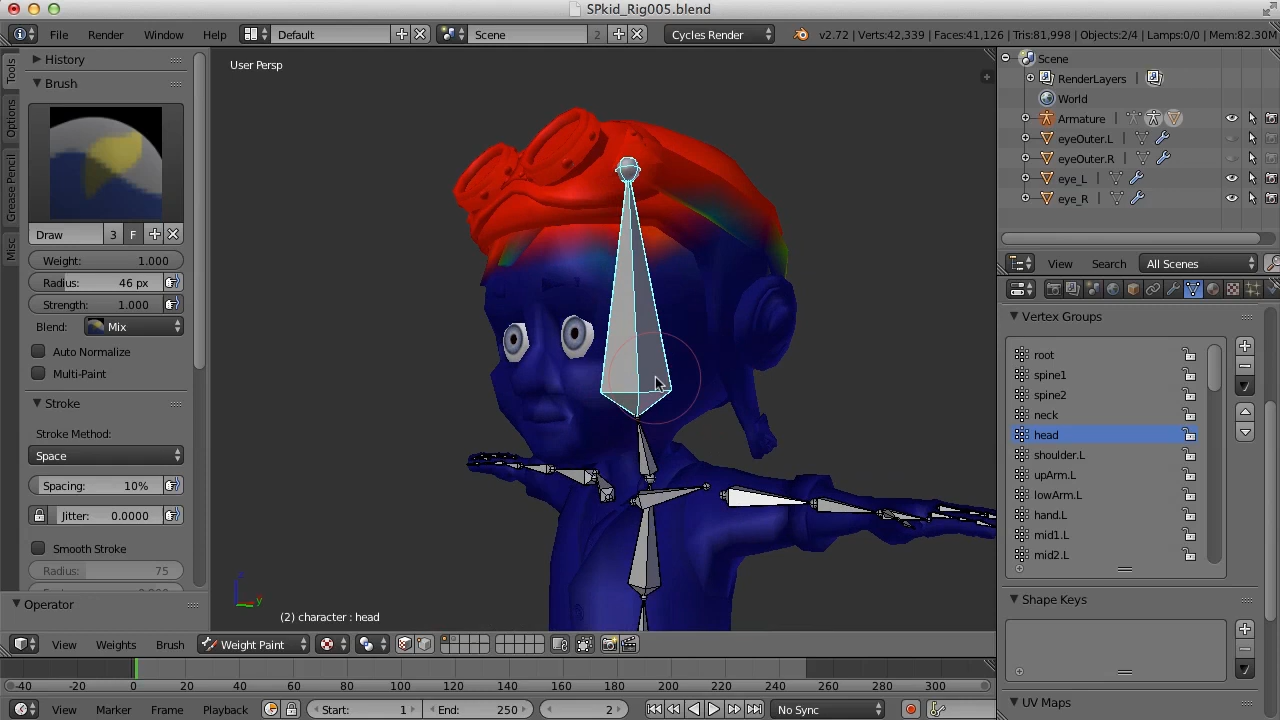 SPkid_Rig005.blend
File Render Window Help Default Scene 2 Cycles Render v2.72 | Verts:42,339 | Faces:41,126 | Tris:81,998 | Objects:2/4 | Lamps:0/0 | Mem:82.30M
Tools
Options
Grease Pencil
Misc
History
Brush
Draw 3 F
Weight: 1.000
Radius: 46 px
Strength: 1.000
Blend: Mix
Auto Normalize
Multi-Paint
Stroke
Stroke Method:
Space
Spacing: 10%
Jitter: 0.0000
Smooth Stroke
Radius: 75
Operator
User Persp
(2) character : head
View Weights Brush Weight Paint
Scene
RenderLayers |
World
Armature |
eyeOuter.L |
eyeOuter.R |
eye_L |
eye_R |
View Search All Scenes
Vertex Groups
root
spine1
spine2
neck
head
shoulder.L
upArm.L
lowArm.L
hand.L
mid1.L
mid2.L
Shape Keys
UV Maps
-40 -20 0 20 40 60 80 100 120 140 160 180 200 220 240 260 280 300
View Marker Frame Playback Start: 1 End: 250 2 No Sync